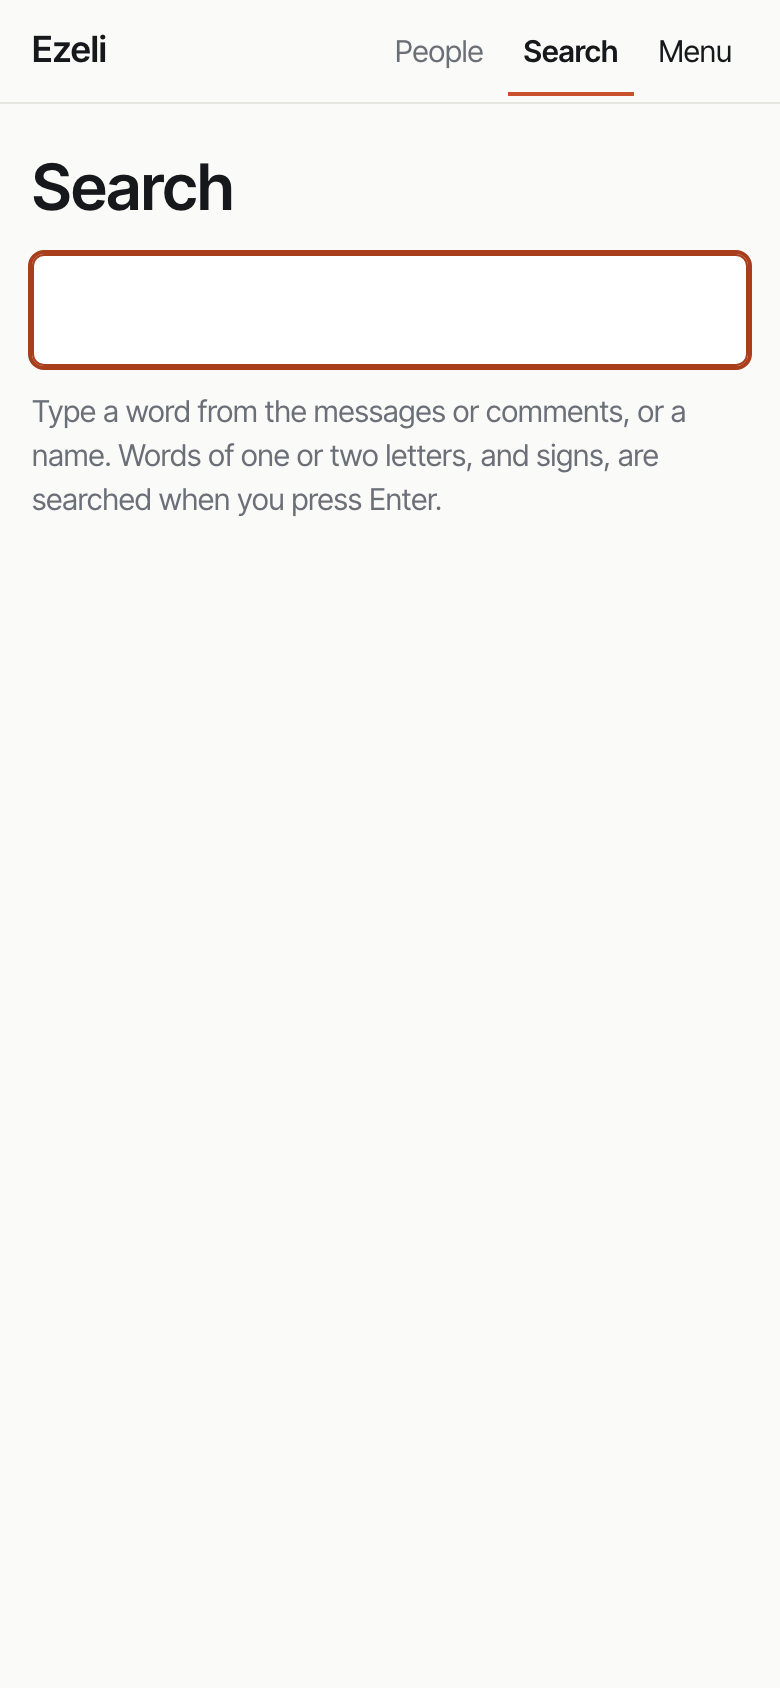 Ezeli
People Search Menu
Search
Type a word from the messages or comments, or a
name. Words of one or two letters, and signs, are
searched when you press Enter.